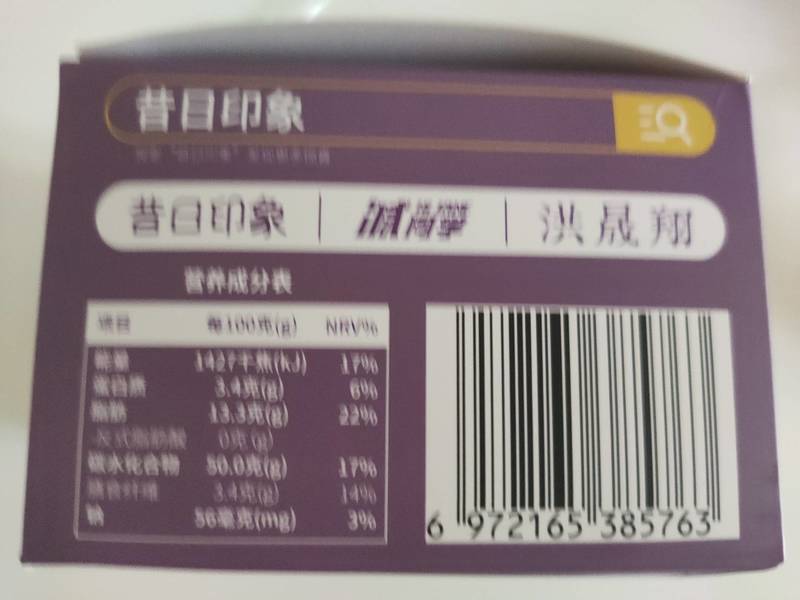 昔日印象
昔日印象 洪晟翔
营养成分表
项目 每100克(g) NRV%
能量 1427千焦(kJ) 17%
蛋白质 3.4克(g) 6%
脂肪 13.3克(g) 22%
-反式脂肪酸 0克(g)
碳水化合物 50.0克(g) 17%
膳食纤维 3.4克(g) 14%
钠 56毫克(mg) 3%
6 972165 385763